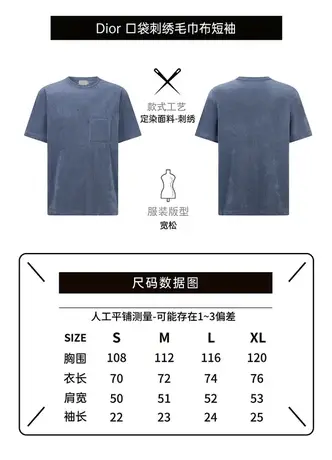 Dior 口袋刺绣毛巾布短袖
款式工艺
定染面料-刺绣
服装版型
宽松
尺码数据图
人工平铺测量-可能存在1~3偏差
SIZE S M L XL
胸围 108 112 116 120
衣长 70 72 74 76
肩宽 50 51 52 53
袖长 22 23 24 25